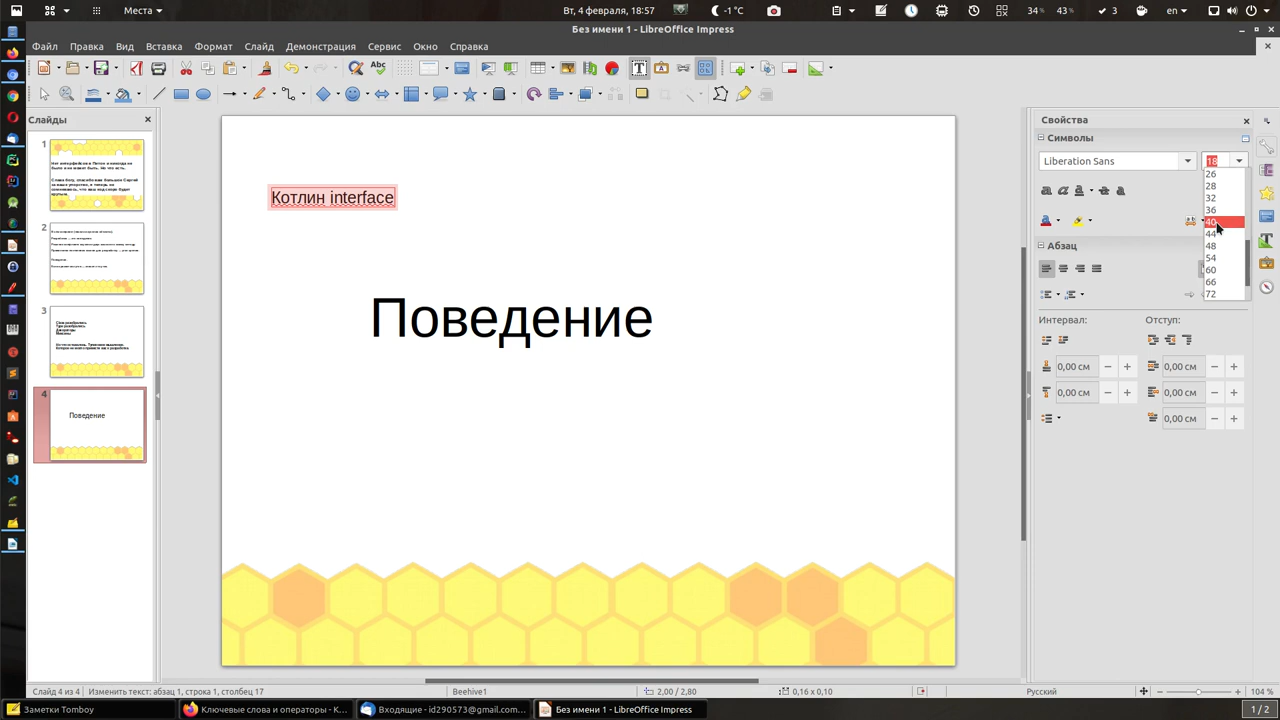 Места
Вт, 4 февраля, 18:57
-1 °C
34 %
43 %
3
en
Без имени 1 - LibreOffice Impress
Файл Правка Вид Вставка Формат Слайд Демонстрация Сервис Окно Справка
Слайды
1
2
3
4
Поведение
Котлин interface
Поведение
Свойства
Символы
Liberation Sans
18
26
28
32
36
40
44
48
54
60
66
72
Абзац
Интервал:
Отступ:
0,00 см
0,00 см
0,00 см
0,00 см
0,00 см
Слайд 4 из 4
Изменить текст: абзац 1, строка 1, столбец 17
Beehive1
2,00 / 2,80
0,16 x 0,10
Русский
104 %
Заметки Tomboy
Ключевые слова и операторы - K...
Входящие - id290573@gmail.com...
Без имени 1 - LibreOffice Impress
1 / 2